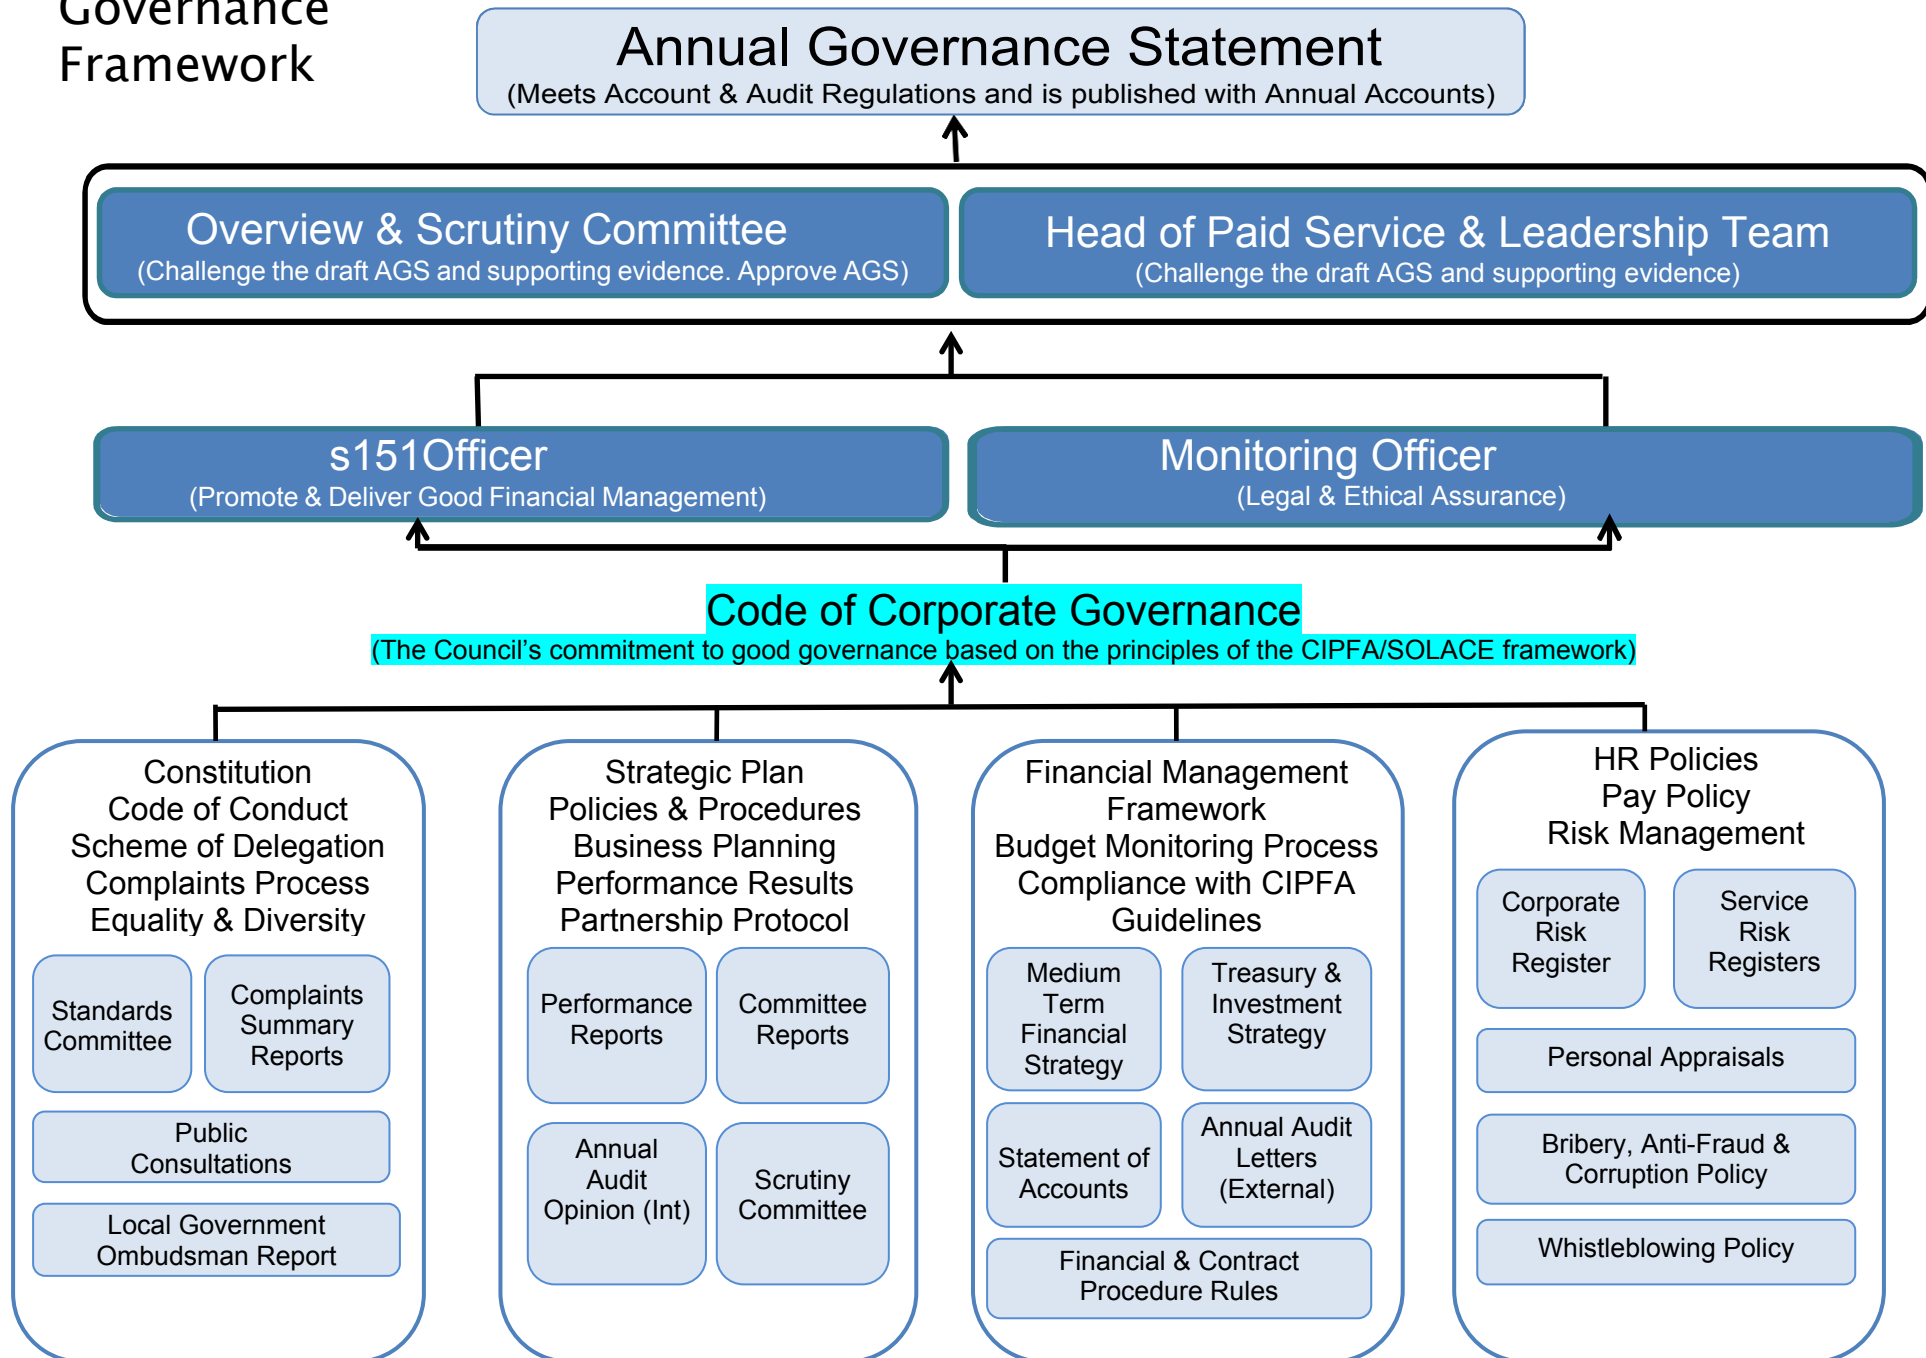 Governance
Framework
Annual Governance Statement
(Meets Account & Audit Regulations and is published with Annual Accounts)
Overview & Scrutiny Committee
(Challenge the draft AGS and supporting evidence. Approve AGS)
Head of Paid Service & Leadership Team
(Challenge the draft AGS and supporting evidence)
s151Officer
(Promote & Deliver Good Financial Management)
Monitoring Officer
(Legal & Ethical Assurance)
Code of Corporate Governance
(The Council’s commitment to good governance based on the principles of the CIPFA/SOLACE framework)
Constitution
Code of Conduct
Scheme of Delegation
Complaints Process
Equality & Diversity
Standards
Committee
Complaints
Summary
Reports
Public
Consultations
Local Government
Ombudsman Report
Strategic Plan
Policies & Procedures
Business Planning
Performance Results
Partnership Protocol
Performance
Reports
Committee
Reports
Annual
Audit
Opinion (Int)
Scrutiny
Committee
Financial Management
Framework
Budget Monitoring Process
Compliance with CIPFA
Guidelines
Medium
Term
Financial
Strategy
Treasury &
Investment
Strategy
Statement of
Accounts
Annual Audit
Letters
(External)
Financial & Contract
Procedure Rules
HR Policies
Pay Policy
Risk Management
Corporate
Risk
Register
Service
Risk
Registers
Personal Appraisals
Bribery, Anti-Fraud &
Corruption Policy
Whistleblowing Policy